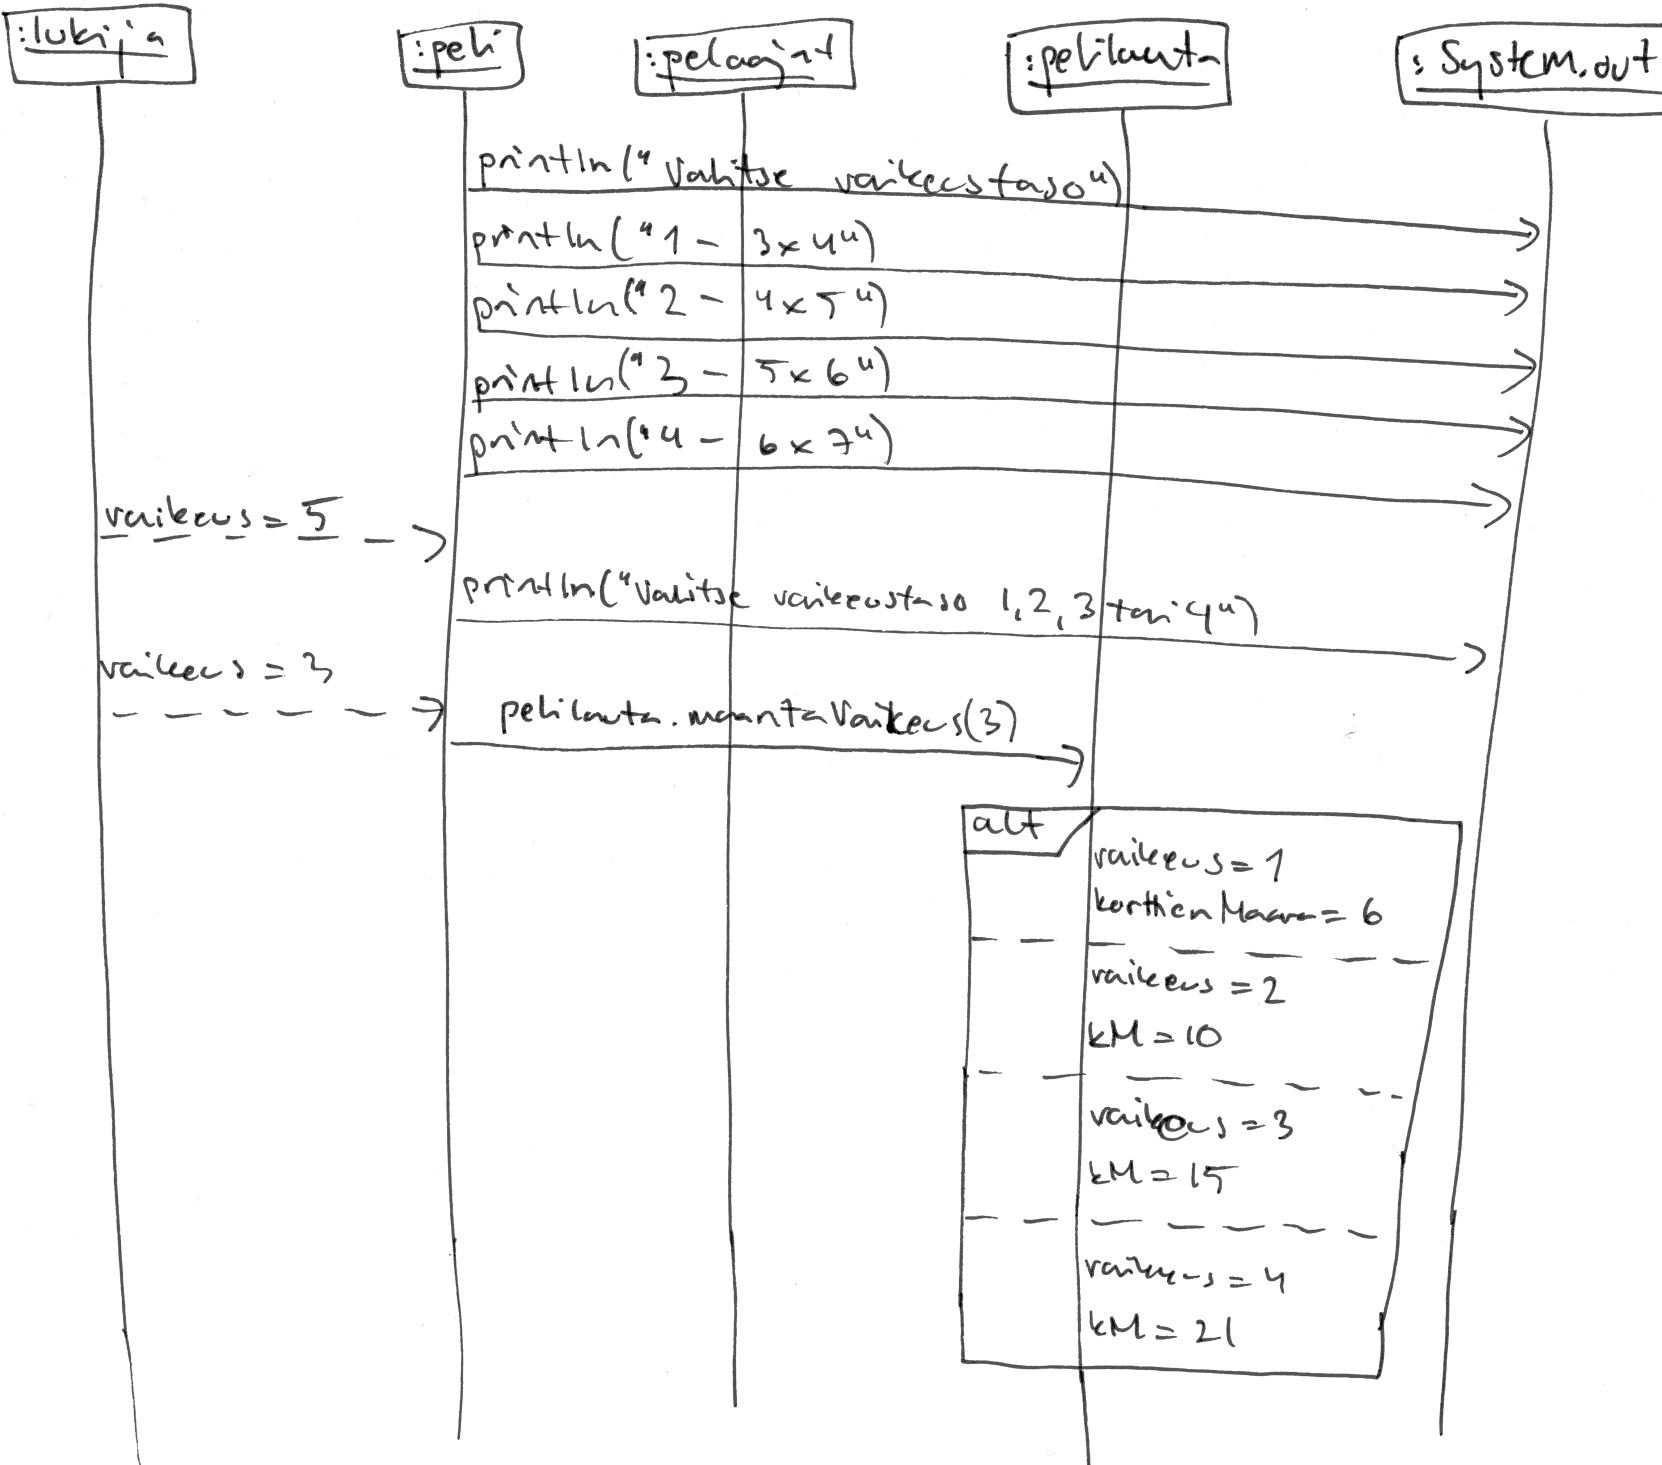 :lukija
:peli
:pelaajat
:pelilauta
:System.out
println("Valitse vaikeustaso")
println("1 - 3x4")
println("2 - 4x5")
println("3 - 5x6")
println("4 - 6x7")
vaikeus = 5
println("Valitse vaikeustaso 1,2,3 tai 4")
vaikeus = 3
pelilauta.maaritaVaikeus(3)
alt
vaikeus = 1
korttienMaara = 6
vaikeus = 2
kM = 10
vaikeus = 3
kM = 15
vaikeus = 4
kM = 21